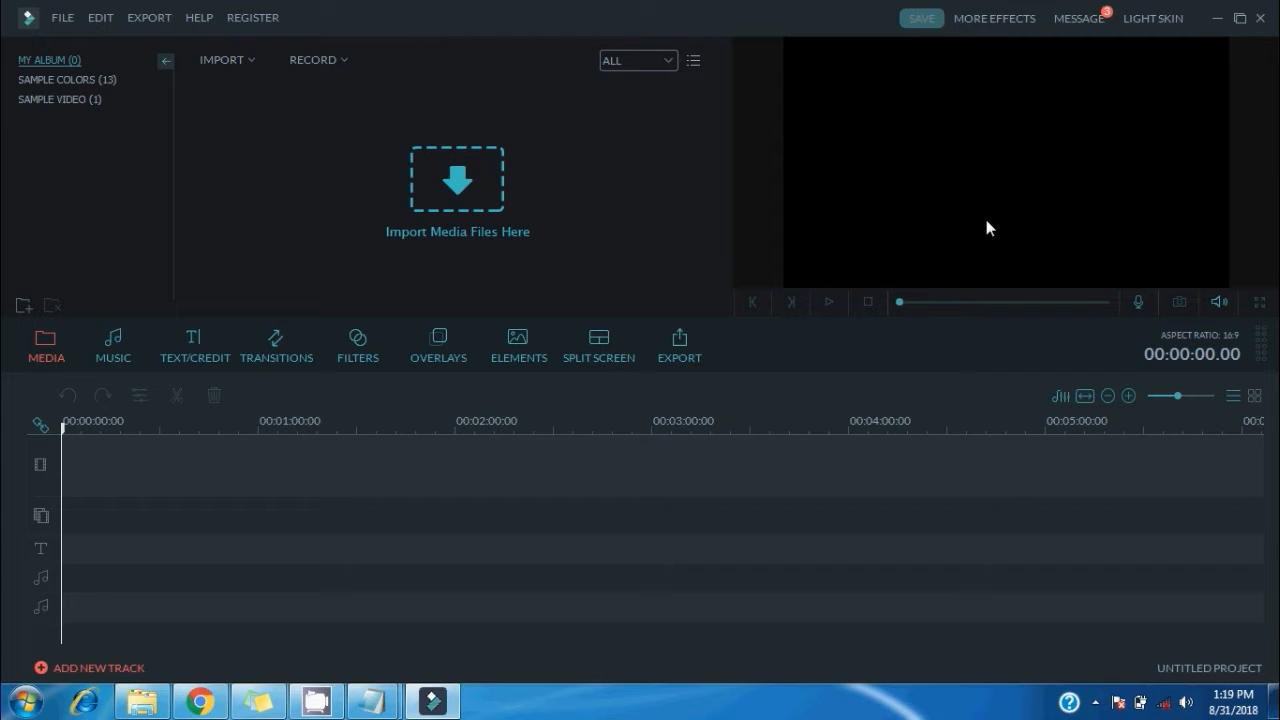 FILE EDIT EXPORT HELP REGISTER SAVE MORE EFFECTS MESSAGE 3 LIGHT SKIN
MY ALBUM (0)
SAMPLE COLORS (13)
SAMPLE VIDEO (1)
IMPORT RECORD ALL
Import Media Files Here
MEDIA MUSIC TEXT/CREDIT TRANSITIONS FILTERS OVERLAYS ELEMENTS SPLIT SCREEN EXPORT
ASPECT RATIO: 16:9
00:00:00.00
00:00:00:00 00:01:00:00 00:02:00:00 00:03:00:00 00:04:00:00 00:05:00:00 00:0
ADD NEW TRACK
UNTITLED PROJECT
1:19 PM
8/31/2018